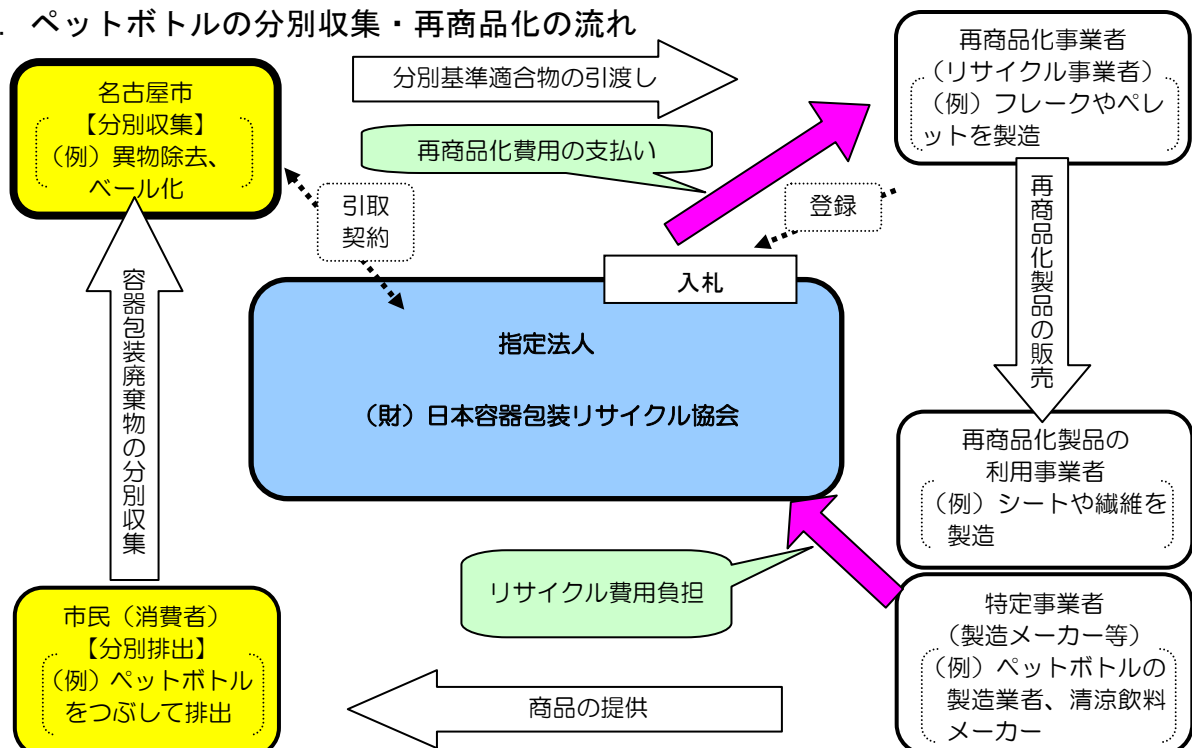 ペットボトルの分別収集・再商品化の流れ
名古屋市
【分別収集】
（例）異物除去、
ベール化
分別基準適合物の引渡し
再商品化事業者
（リサイクル事業者）
（例）フレークやペレ
ットを製造
再商品化費用の支払い
引取
契約
登録
入札
再商品化製品の販売
容器包装廃棄物の分別収集
指定法人
（財）日本容器包装リサイクル協会
再商品化製品の
利用事業者
（例）シートや繊維を
製造
リサイクル費用負担
市民（消費者）
【分別排出】
（例）ペットボトル
をつぶして排出
商品の提供
特定事業者
（製造メーカー等）
（例）ペットボトルの
製造業者、清涼飲料
メーカー